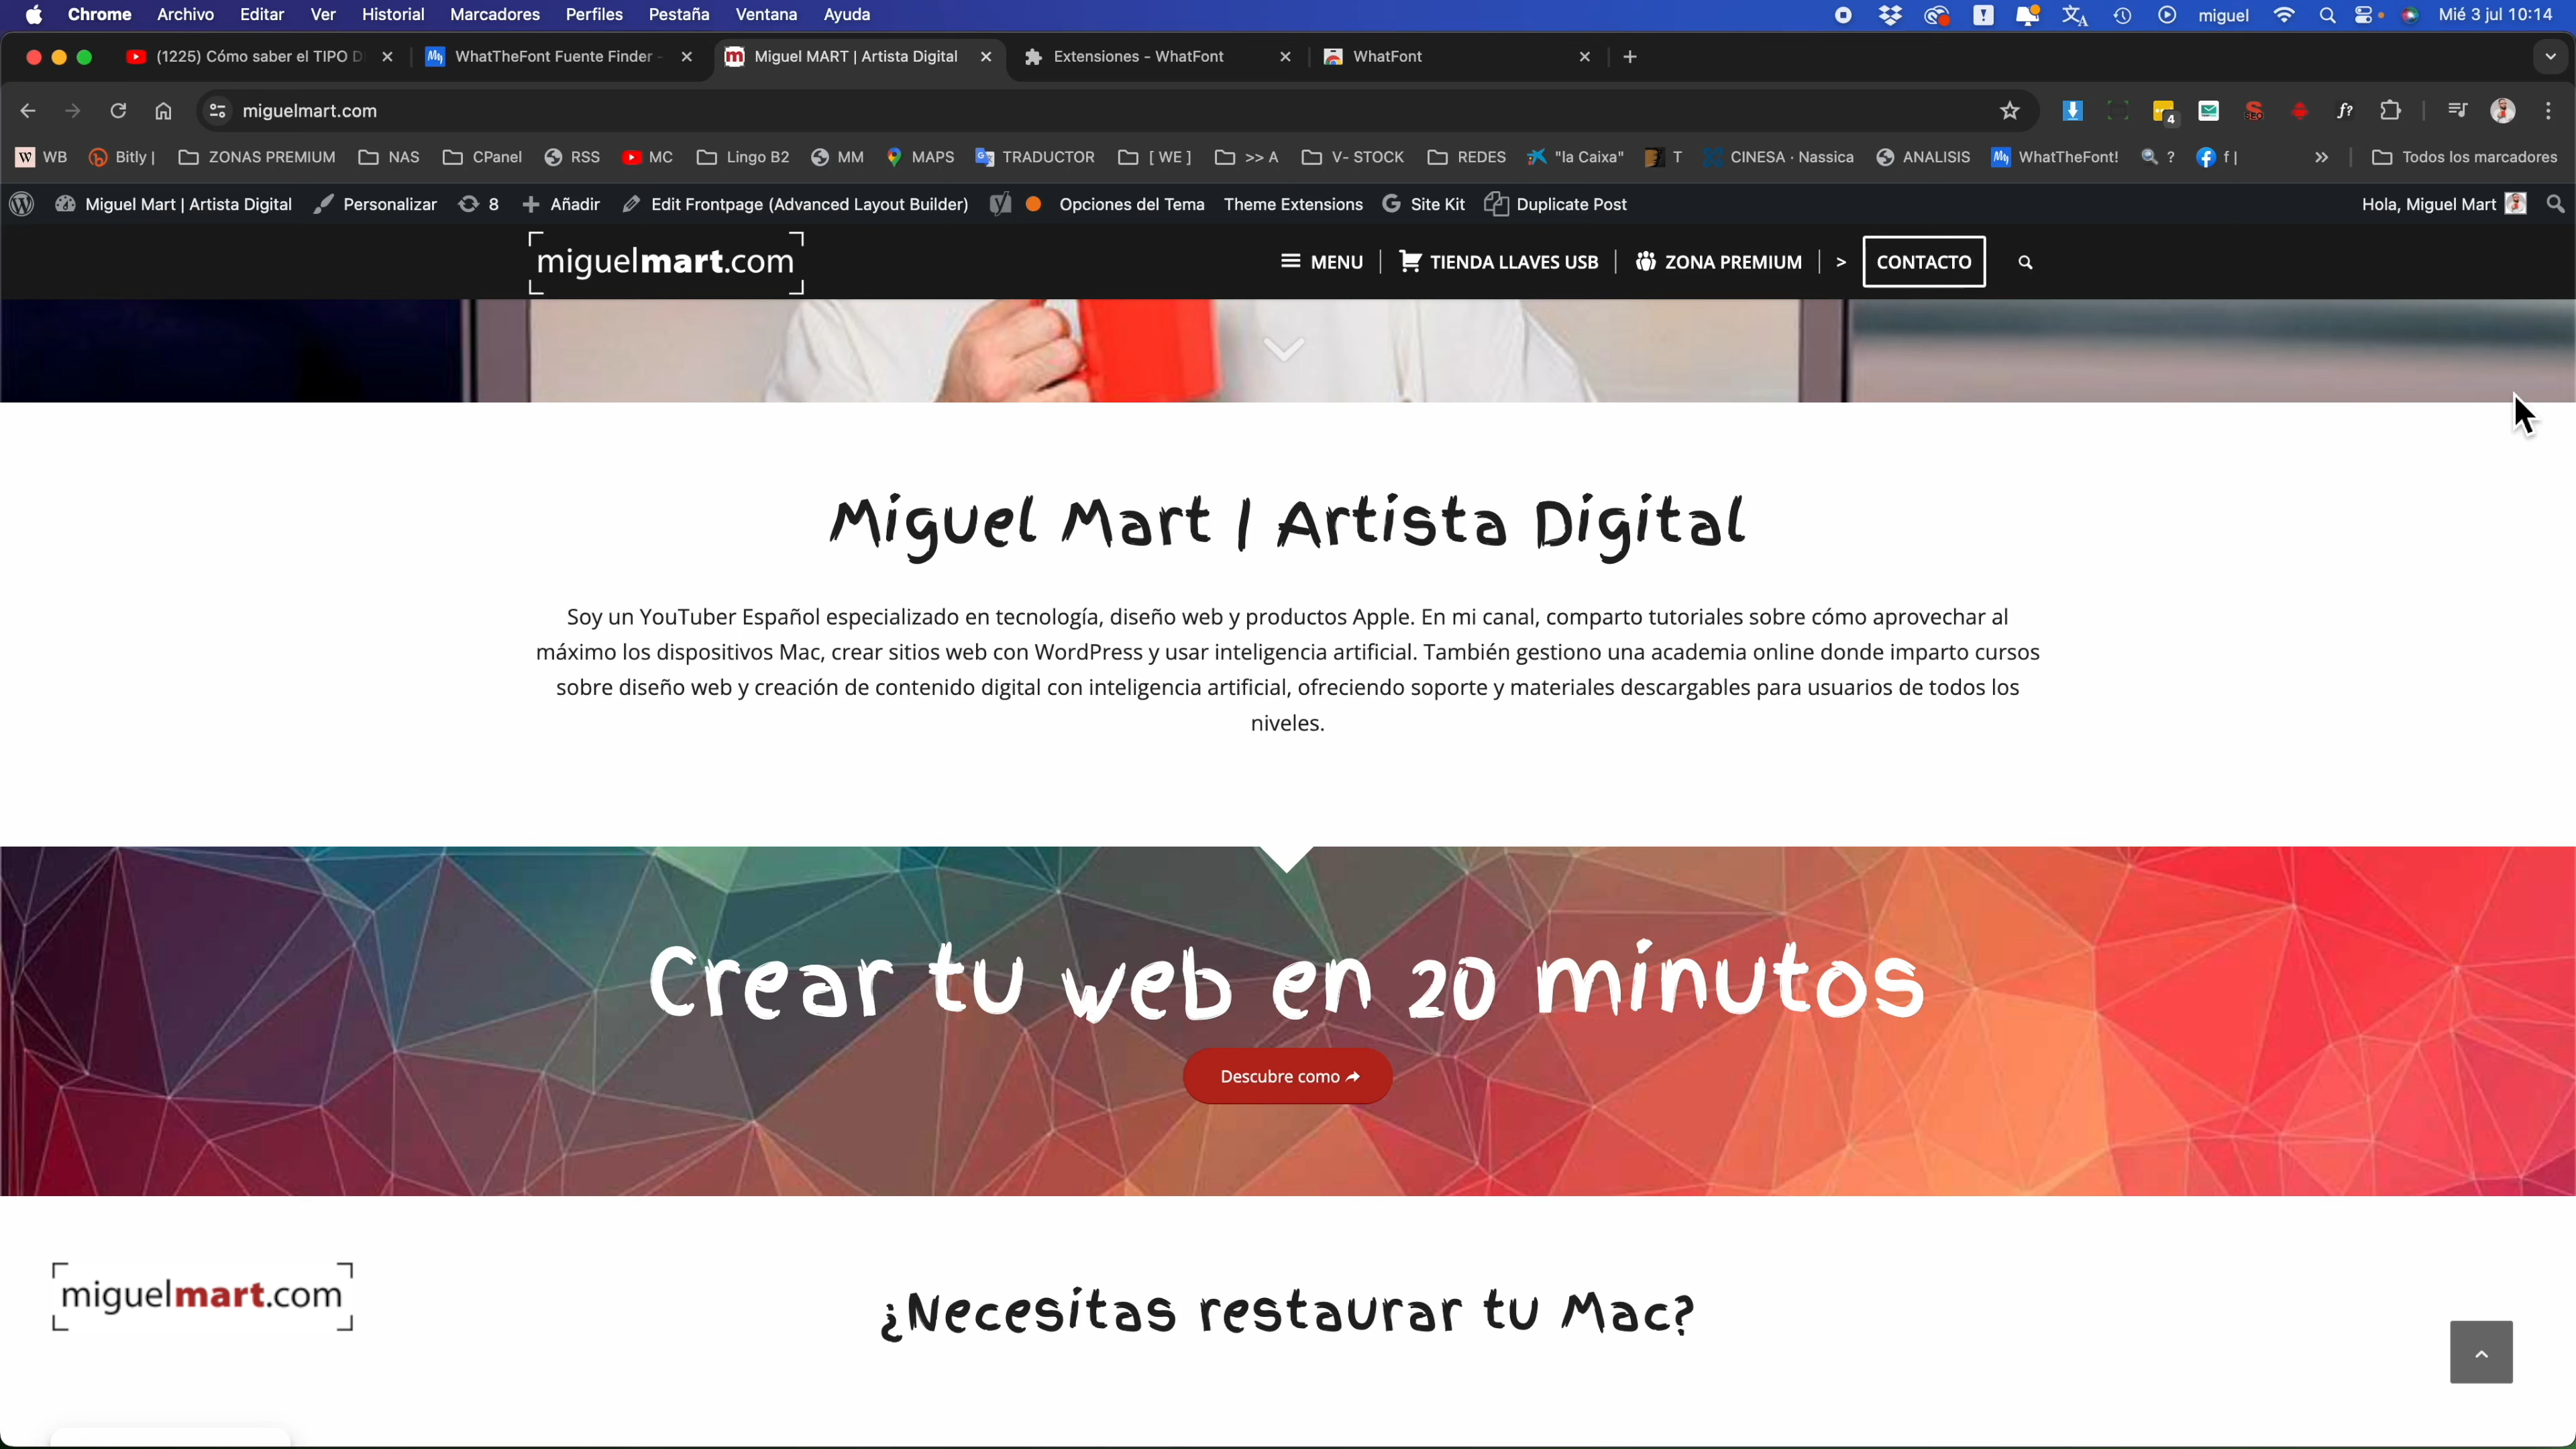 Chrome Archivo Editar Ver Historial Marcadores Perfiles Pestaña Ventana Ayuda miguel Mié 3 jul 10:14
(1225) Cómo saber el TIPO D WhatTheFont Fuente Finder - Miguel MART | Artista Digital Extensiones - WhatFont WhatFont
miguelmart.com
WB Bitly | ZONAS PREMIUM NAS CPanel RSS MC Lingo B2 MM MAPS TRADUCTOR [ WE ] >> A V- STOCK REDES "la Caixa" T CINESA · Nassica ANALISIS WhatTheFont! ? f | » Todos los marcadores
Miguel Mart | Artista Digital Personalizar 8 Añadir Edit Frontpage (Advanced Layout Builder) Opciones del Tema Theme Extensions Site Kit Duplicate Post Hola, Miguel Mart
miguelmart.com MENU TIENDA LLAVES USB ZONA PREMIUM > CONTACTO
Miguel Mart | Artista Digital
Soy un YouTuber Español especializado en tecnología, diseño web y productos Apple. En mi canal, comparto tutoriales sobre cómo aprovechar al
máximo los dispositivos Mac, crear sitios web con WordPress y usar inteligencia artificial. También gestiono una academia online donde imparto cursos
sobre diseño web y creación de contenido digital con inteligencia artificial, ofreciendo soporte y materiales descargables para usuarios de todos los
niveles.
Crear tu web en 20 minutos
Descubre como
miguelmart.com
¿Necesitas restaurar tu Mac?